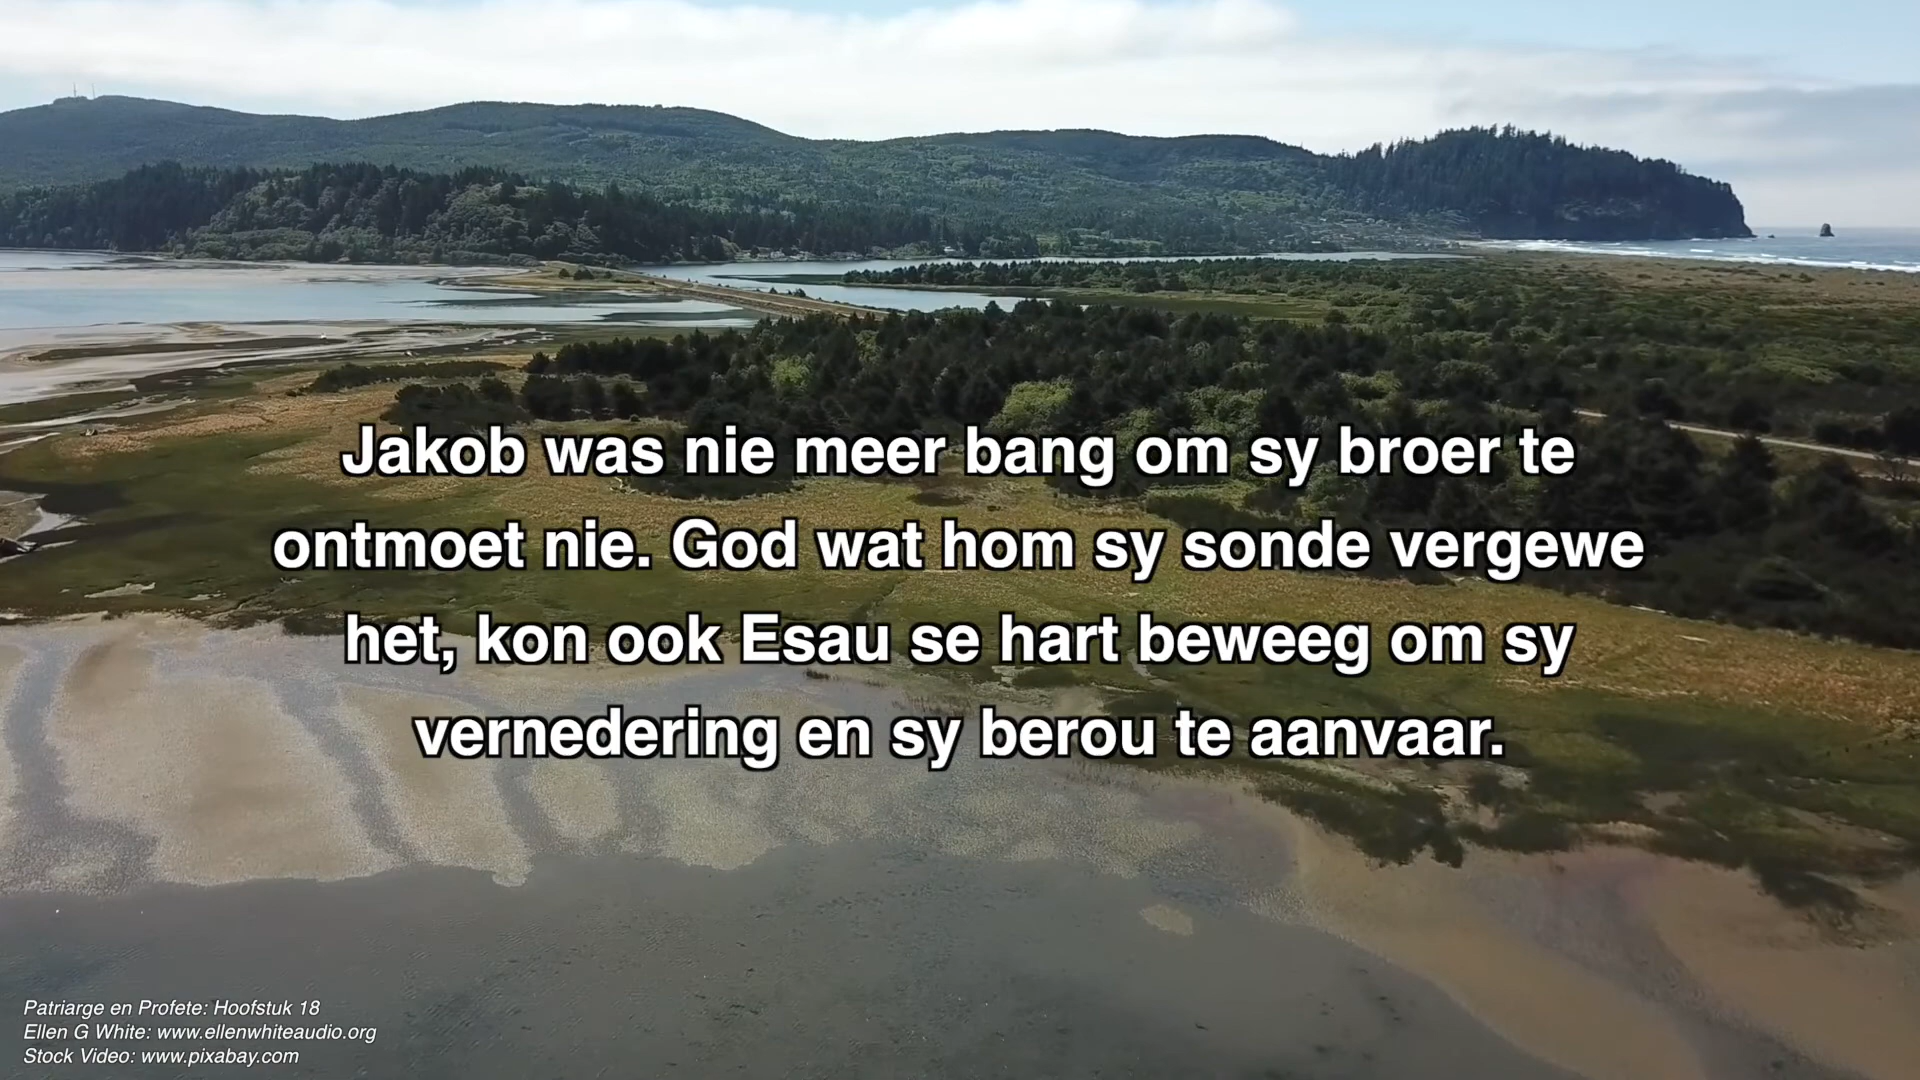 Jakob was nie meer bang om sy broer te
ontmoet nie. God wat hom sy sonde vergewe
het, kon ook Esau se hart beweeg om sy
vernedering en sy berou te aanvaar.
Patriarge en Profete: Hoofstuk 18
Ellen G White: www.ellenwhiteaudio.org
Stock Video: www.pixabay.com